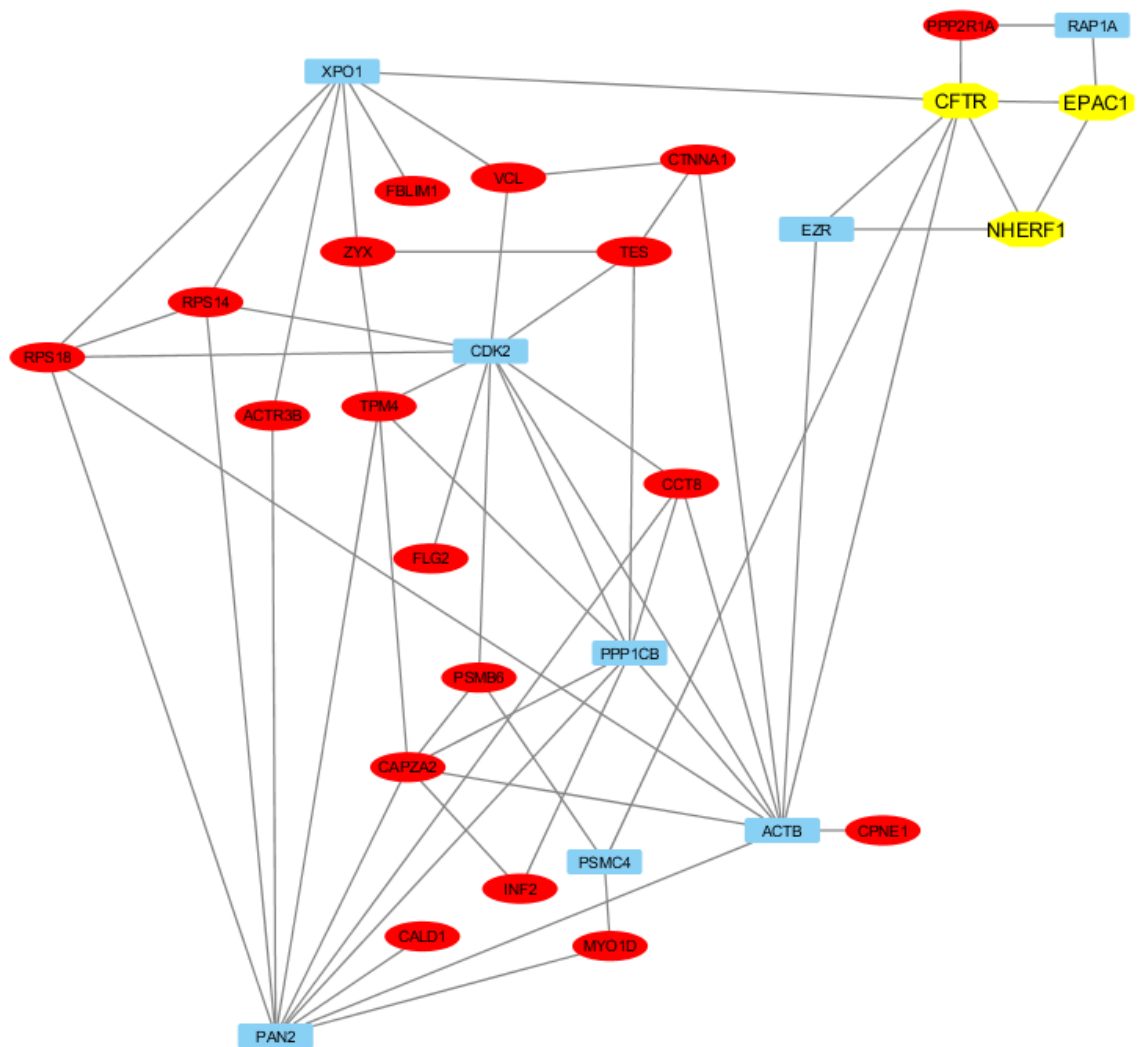 PPP2R1A
RAP1A
XPO1
CFTR
EPAC1
CTNNA1
VCL
FBLIM1
EZR
NHERF1
ZYX
TES
RPS14
CDK2
RPS18
TPM4
ACTR3B
CCT8
FLG2
PPP1CB
PSMB6
CAPZA2
ACTB
CPNE1
PSMC4
INF2
CALD1
MYO1D
PAN2